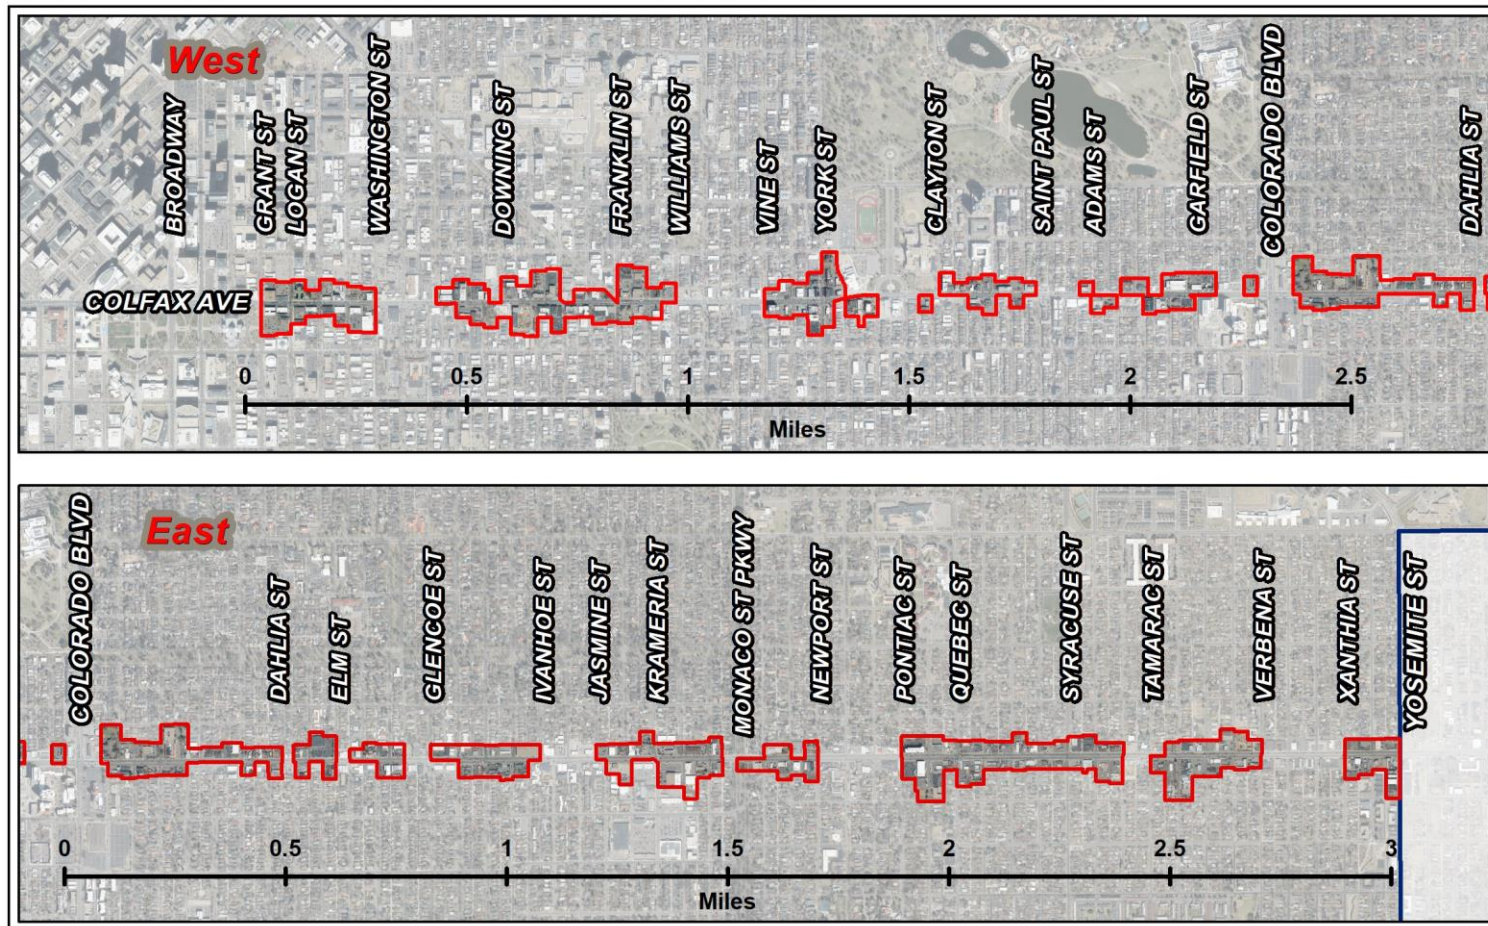 West
BROADWAY
GRANT ST
LOGAN ST
WASHINGTON ST
DOWNING ST
FRANKLIN ST
WILLIAMS ST
VINE ST
YORK ST
CLAYTON ST
SAINT PAUL ST
ADAMS ST
GARFIELD ST
COLORADO BLVD
DAHLIA ST
COLFAX AVE
0 0.5 1 1.5 2 2.5
Miles
East
COLORADO BLVD
DAHLIA ST
ELM ST
GLENCOE ST
IVANHOE ST
JASMINE ST
KRAMERIA ST
MONACO ST PKWY
NEWPORT ST
PONTIAC ST
QUEBEC ST
SYRACUSE ST
TAMARAC ST
VERBENA ST
XANTHIA ST
YOSEMITE ST
0 0.5 1 1.5 2 2.5 3
Miles